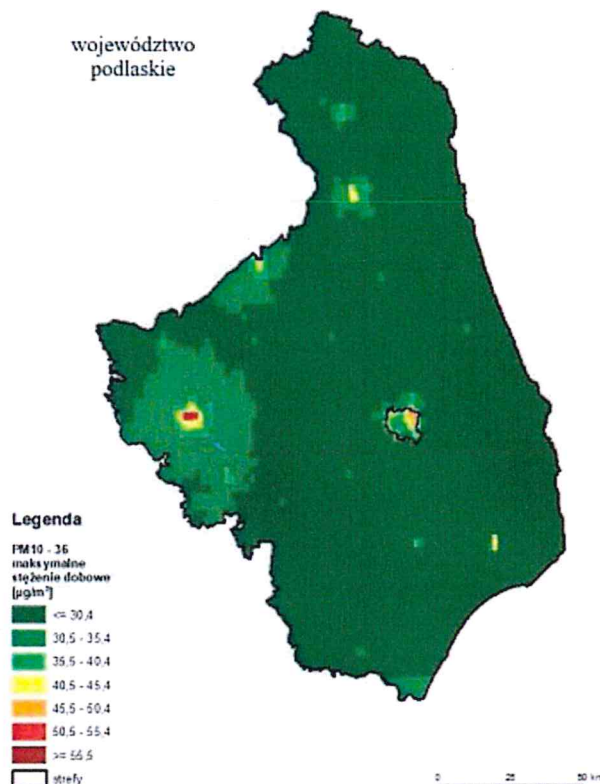 województwo
podlaskie
Legenda
PM10 - 36
maksymalne
stężenie dobowe
[µg/m³]
<= 30,4
30,5 - 35,4
35,5 - 40,4
40,5 - 45,4
45,5 - 50,4
50,5 - 55,4
>= 55,5
strefy
0 25 50 km